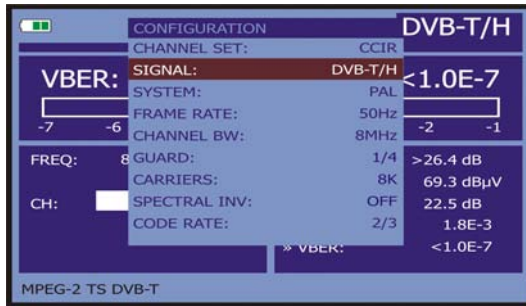 CONFIGURATION
DVB-T/H
CHANNEL SET: CCIR
SIGNAL: DVB-T/H
VBER: <1.0E-7
SYSTEM: PAL
FRAME RATE: 50Hz
-7 -6 -2 -1
CHANNEL BW: 8MHz
FREQ: 8 >26.4 dB
GUARD: 1/4
CARRIERS: 8K
69.3 dBµV
CH: 22.5 dB
SPECTRAL INV: OFF
CODE RATE: 2/3
1.8E-3
» VBER: <1.0E-7
MPEG-2 TS DVB-T